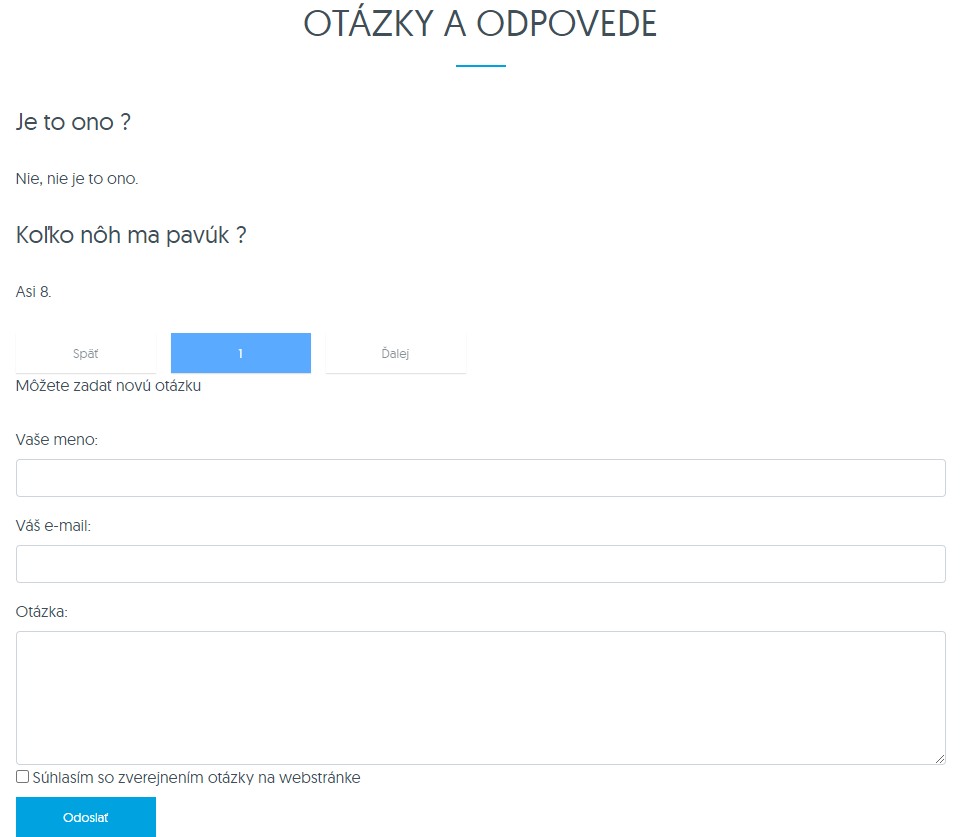 OTÁZKY A ODPOVEDE
Je to ono ?
Nie, nie je to ono.
Koľko nôh ma pavúk ?
Asi 8.
Späť 1 Ďalej
Môžete zadať novú otázku
Vaše meno:
Váš e-mail:
Otázka:
Súhlasím so zverejnením otázky na webstránke
Odoslať